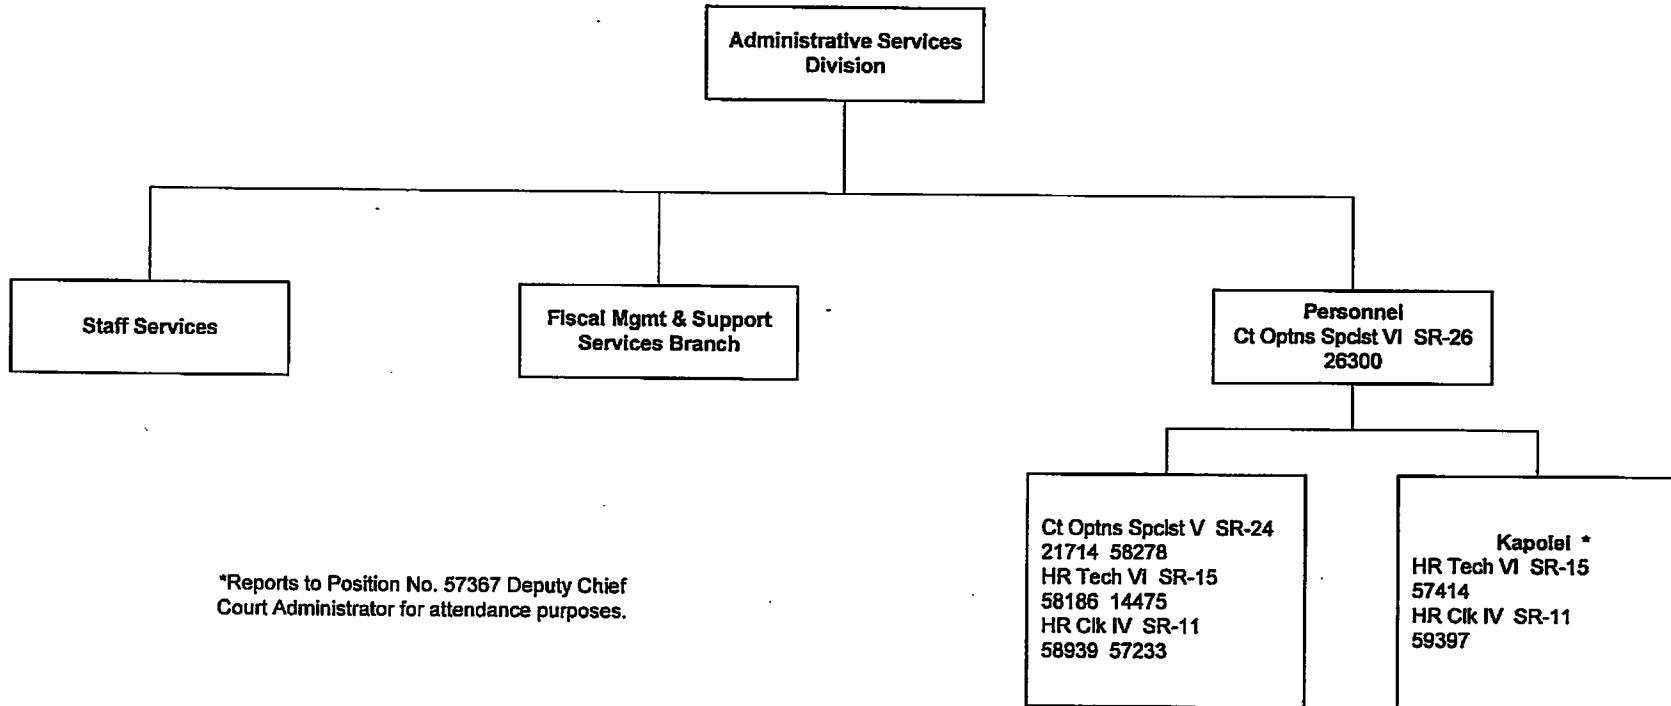 Administrative Services
Division
Staff Services
Fiscal Mgmt & Support
Services Branch
Personnel
Ct Optns Spclst VI SR-26
26300
Ct Optns Spclst V SR-24
21714 58278
HR Tech VI SR-15
58186 14475
HR Clk IV SR-11
58939 57233
Kapolei *
HR Tech VI SR-15
57414
HR Clk IV SR-11
59397
*Reports to Position No. 57367 Deputy Chief
Court Administrator for attendance purposes.